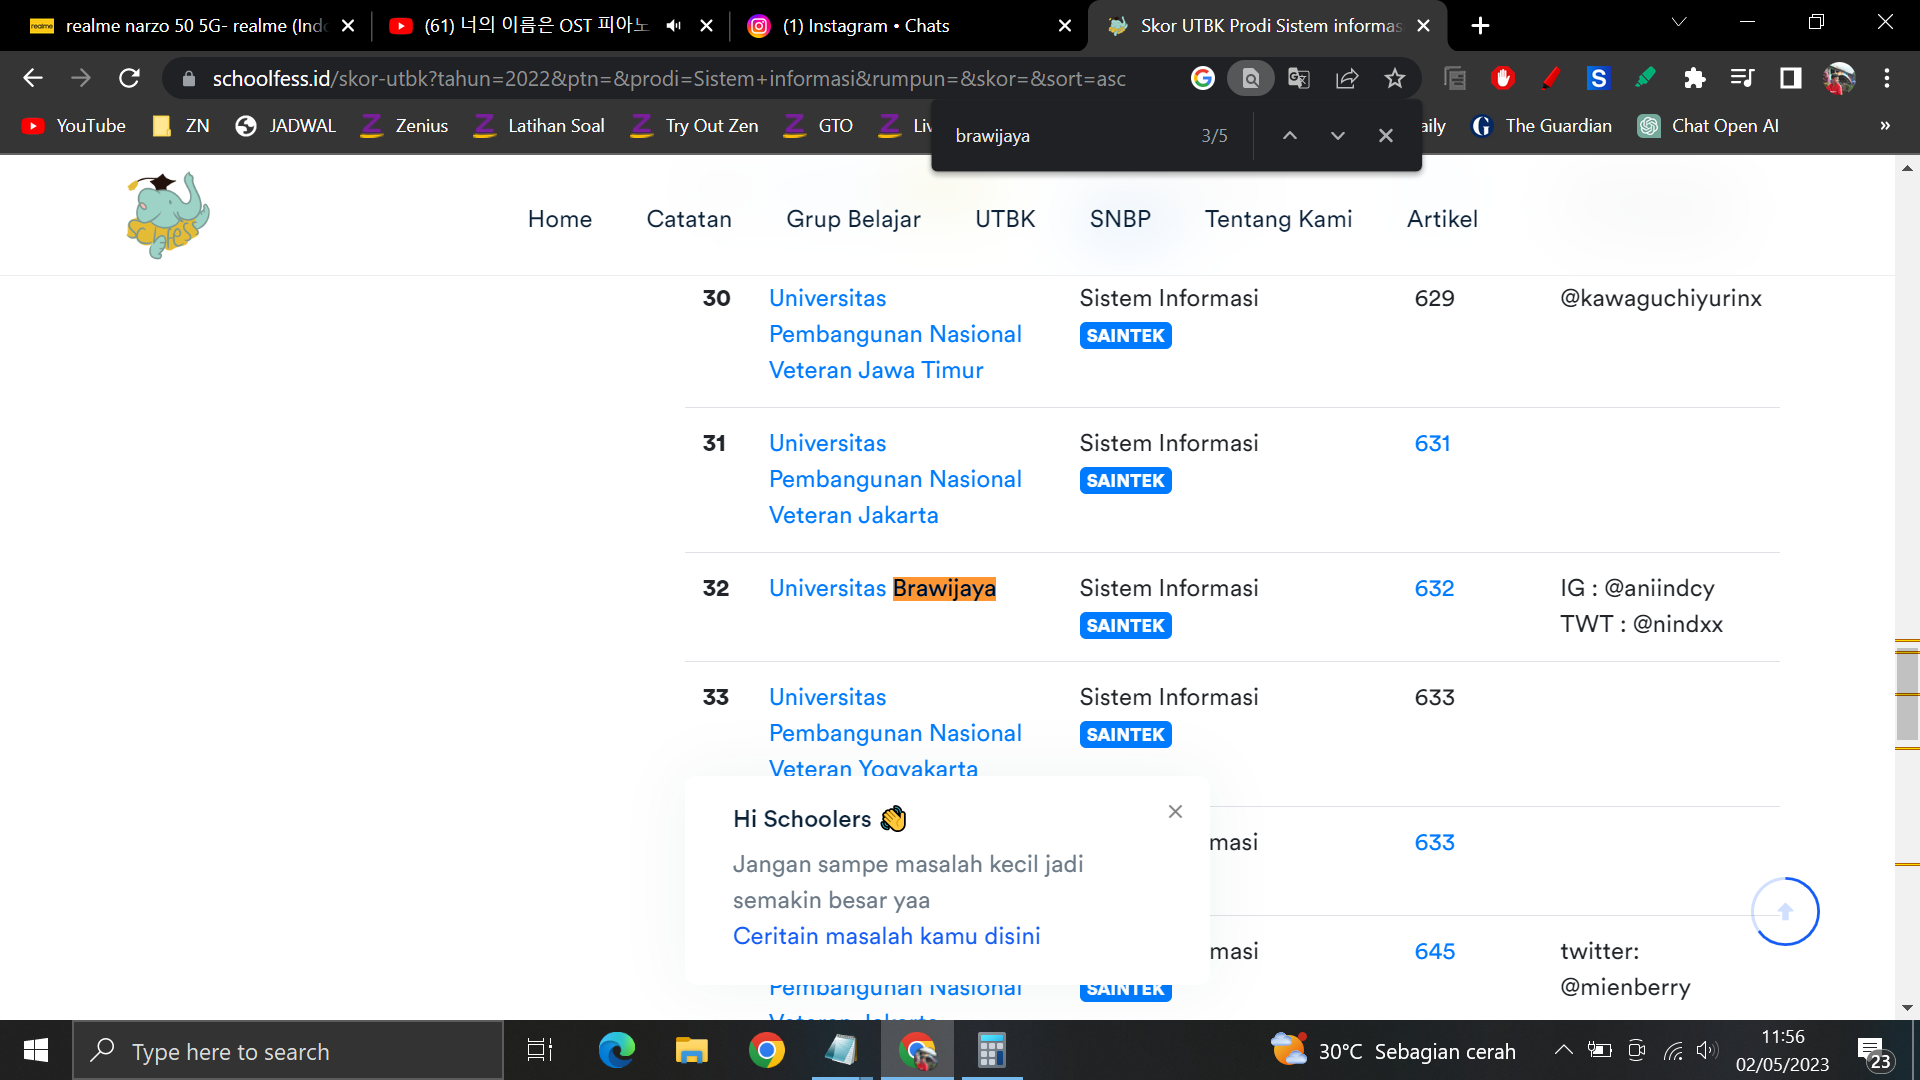 realme narzo 50 5G- realme (Ind
(61) 너의 이름은 OST 피아노
(1) Instagram • Chats
Skor UTBK Prodi Sistem informas
schoolfess.id/skor-utbk?tahun=2022&ptn=&prodi=Sistem+informasi&rumpun=&skor=&sort=asc
YouTube
ZN
JADWAL
Zenius
Latihan Soal
Try Out Zen
GTO
Liv
aily
The Guardian
Chat Open AI
»
brawijaya
3/5
schfess
Home
Catatan
Grup Belajar
UTBK
SNBP
Tentang Kami
Artikel
30
Universitas
Pembangunan Nasional
Veteran Jawa Timur
Sistem Informasi
SAINTEK
629
@kawaguchiyurinx
31
Universitas
Pembangunan Nasional
Veteran Jakarta
Sistem Informasi
SAINTEK
631
32
Universitas Brawijaya
Sistem Informasi
SAINTEK
632
IG : @aniindcy
TWT : @nindxx
33
Universitas
Pembangunan Nasional
Veteran Yogyakarta
Sistem Informasi
SAINTEK
633
masi
633
Hi Schoolers 👏
Jangan sampe masalah kecil jadi
semakin besar yaa
Ceritain masalah kamu disini
masi
645
twitter:
@mienberry
Pembangunan Nasional
SAINTEK
Veteran Jakarta
Type here to search
30°C Sebagian cerah
11:56
02/05/2023
23